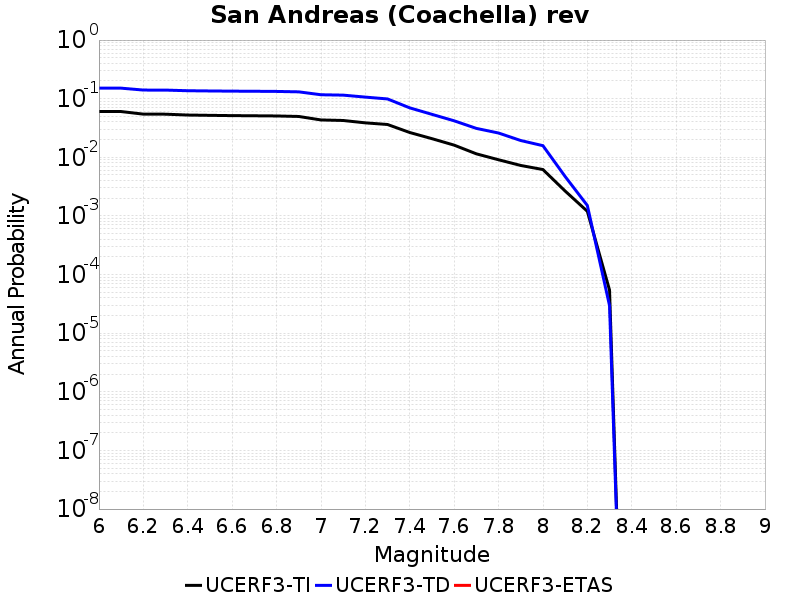 San Andreas (Coachella) rev
10^0
10^-1
10^-2
10^-3
10^-4
10^-5
10^-6
10^-7
10^-8
Annual Probability
6 6.2 6.4 6.6 6.8 7 7.2 7.4 7.6 7.8 8 8.2 8.4 8.6 8.8 9
Magnitude
UCERF3-TI UCERF3-TD UCERF3-ETAS